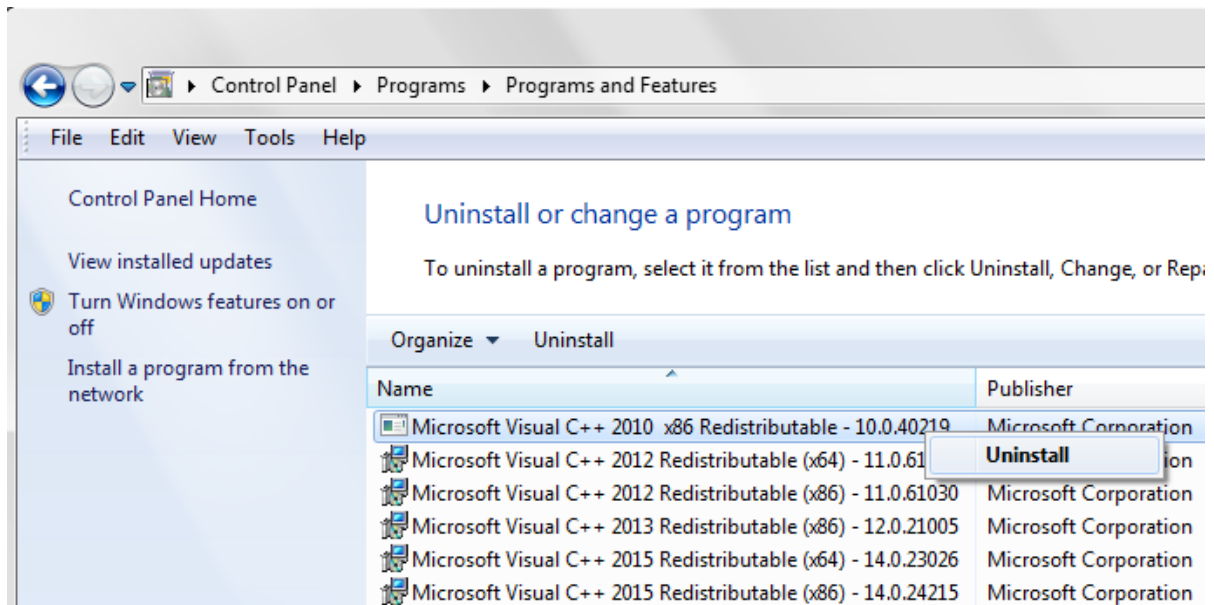 Control Panel Programs Programs and Features
File Edit View Tools Help
Control Panel Home
View installed updates
Turn Windows features on or
off
Install a program from the
network
Uninstall or change a program
To uninstall a program, select it from the list and then click Uninstall, Change, or Repa
Organize Uninstall
Name Publisher
Microsoft Visual C++ 2010 x86 Redistributable - 10.0.40219 Microsoft Corporation
Uninstall
Microsoft Visual C++ 2012 Redistributable (x64) - 11.0.61 ion
Microsoft Visual C++ 2012 Redistributable (x86) - 11.0.61030 Microsoft Corporation
Microsoft Visual C++ 2013 Redistributable (x86) - 12.0.21005 Microsoft Corporation
Microsoft Visual C++ 2015 Redistributable (x64) - 14.0.23026 Microsoft Corporation
Microsoft Visual C++ 2015 Redistributable (x86) - 14.0.24215 Microsoft Corporation